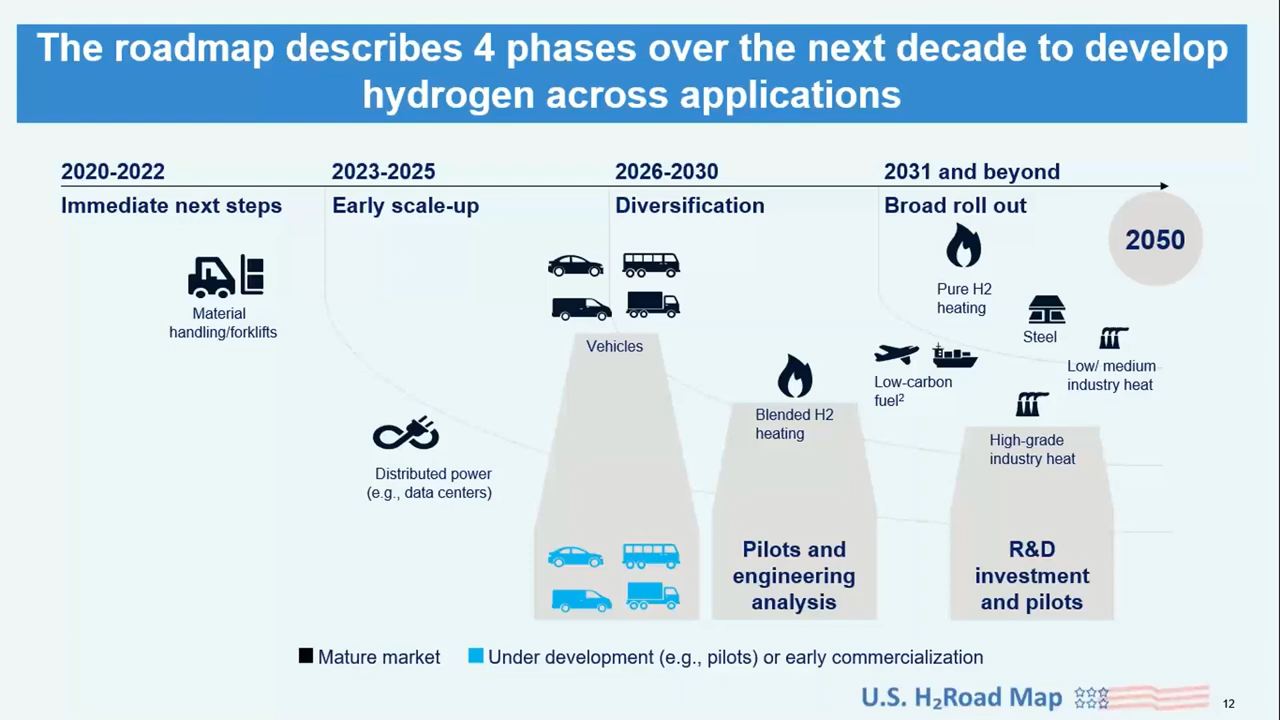 The roadmap describes 4 phases over the next decade to develop
hydrogen across applications
2020-2022
2023-2025
2026-2030
2031 and beyond
Immediate next steps
Early scale-up
Diversification
Broad roll out
2050
Material
handling/forklifts
Distributed power
(e.g., data centers)
Vehicles
Blended H2
heating
Pilots and
engineering
analysis
Pure H2
heating
Steel
Low/ medium
industry heat
Low-carbon
fuel²
High-grade
industry heat
R&D
investment
and pilots
Mature market
Under development (e.g., pilots) or early commercialization
U.S. H₂Road Map
12